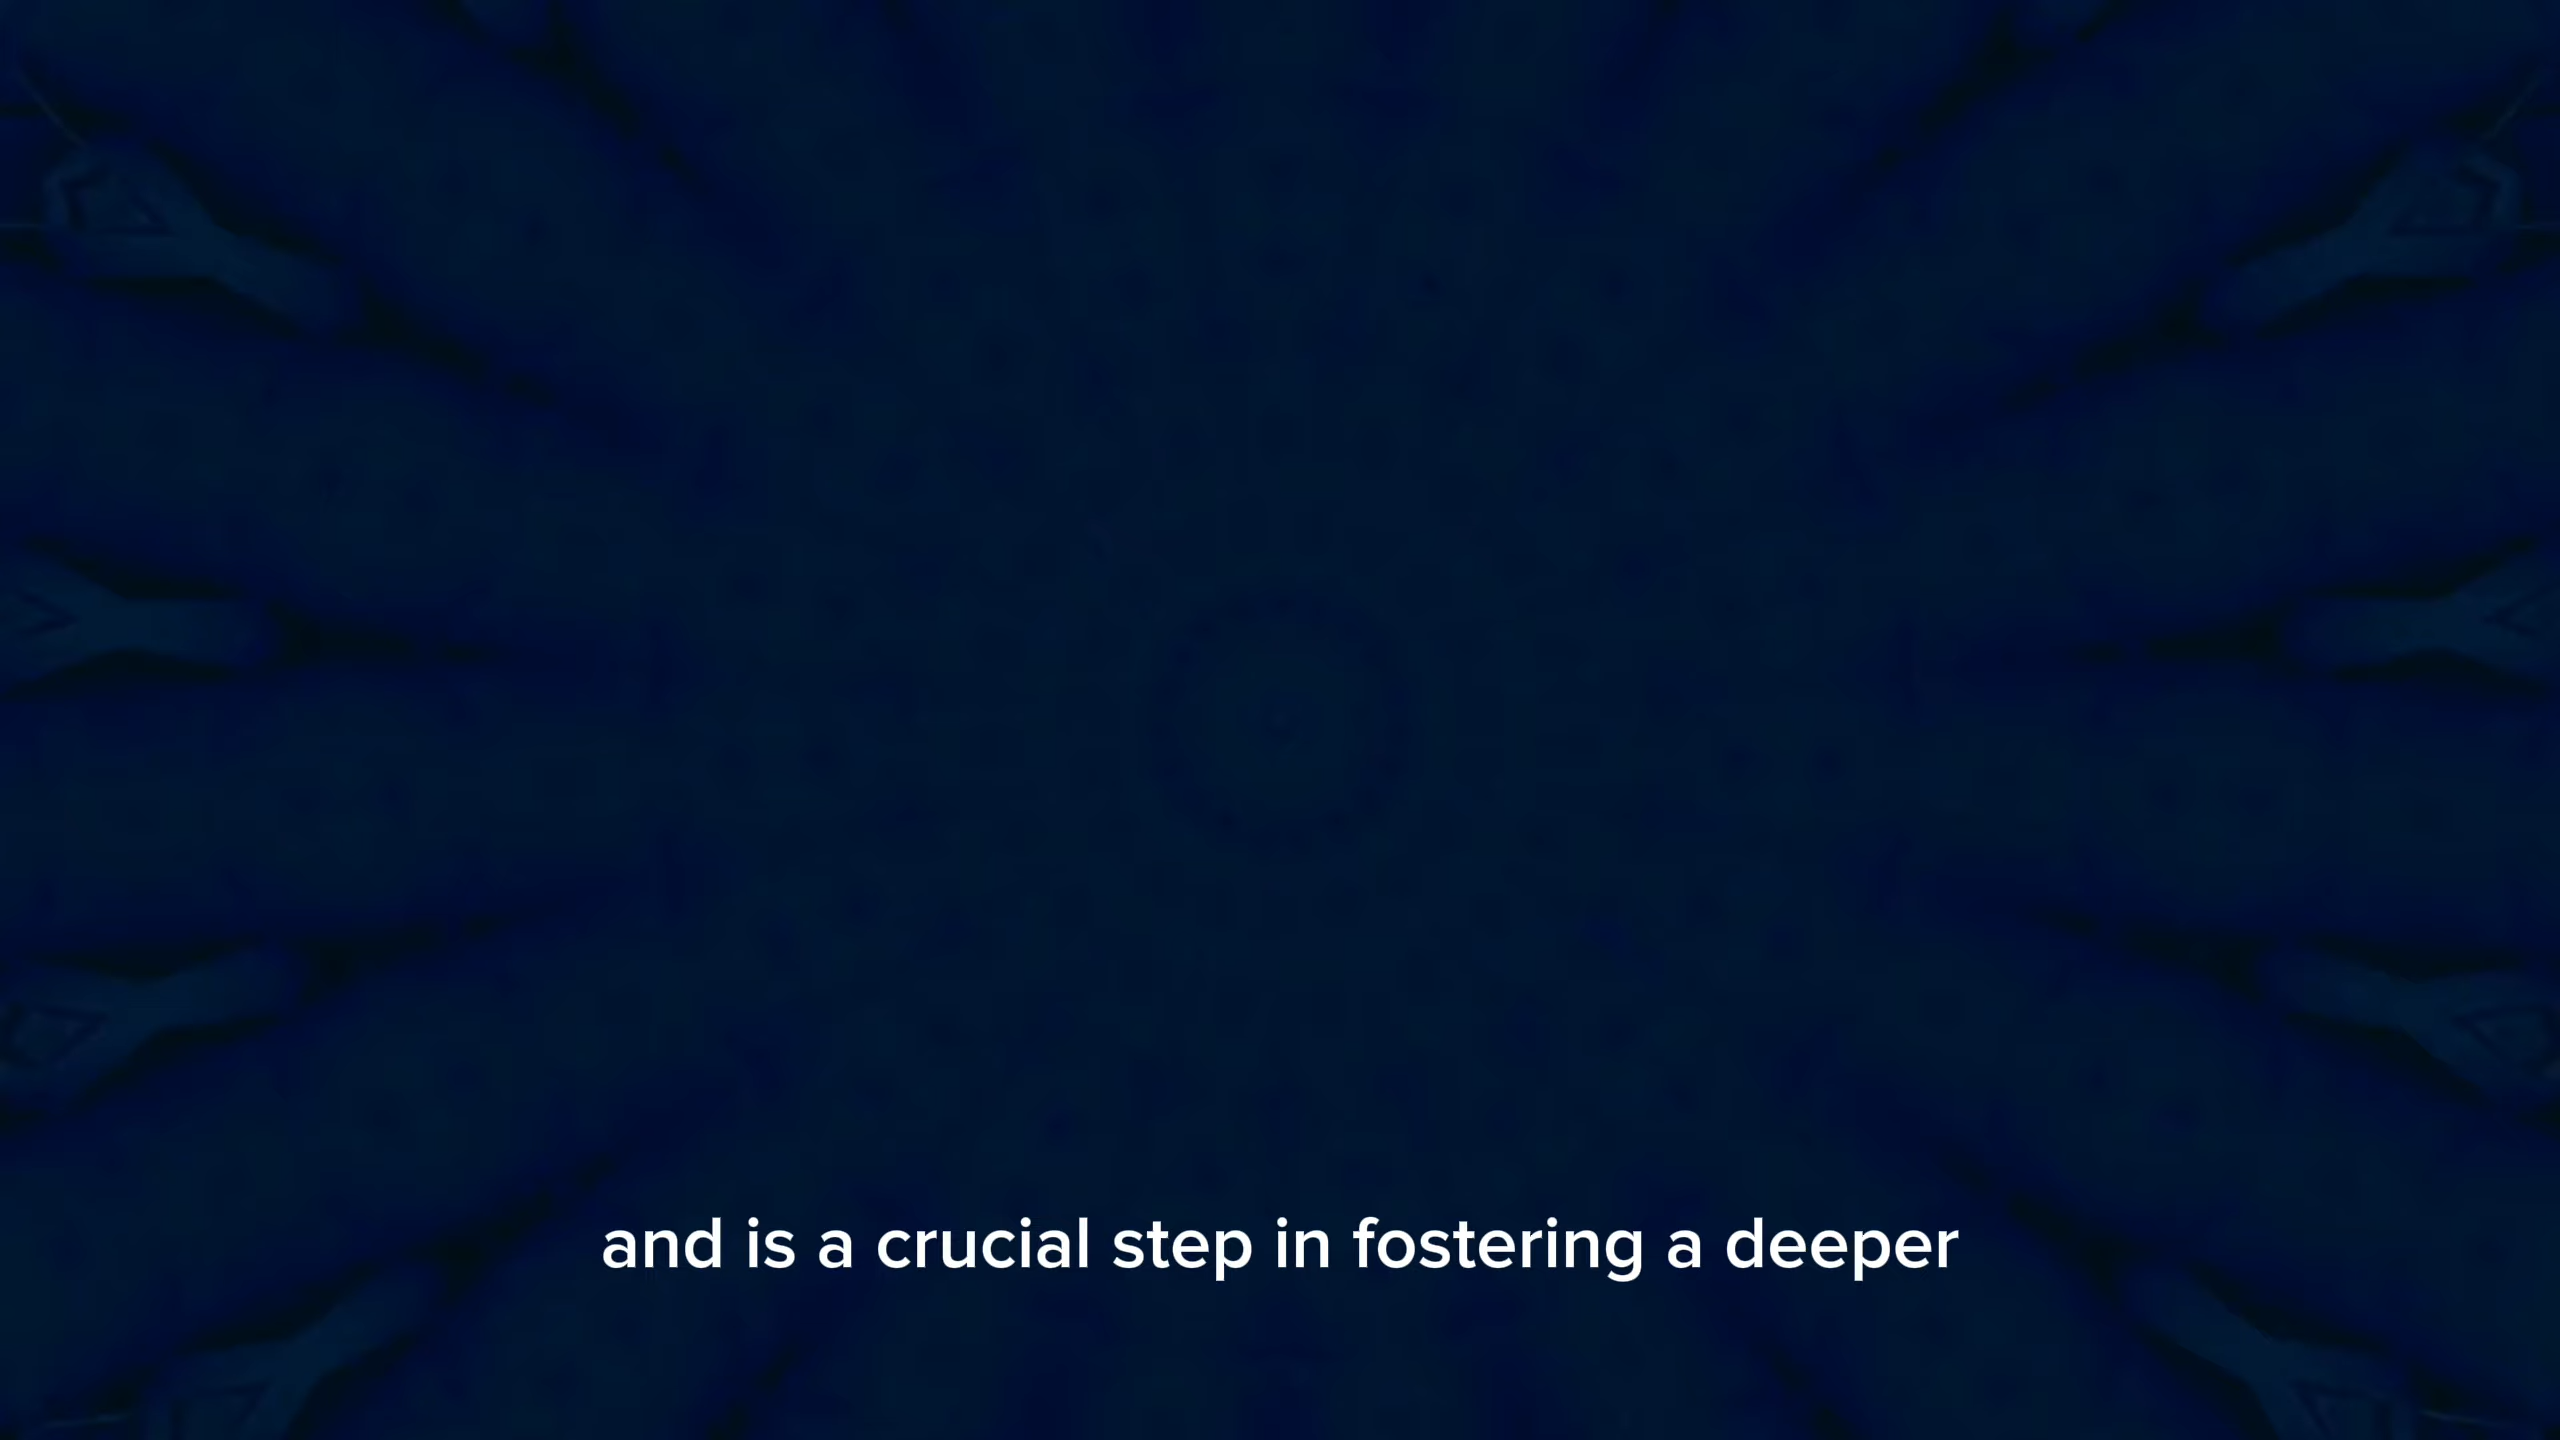 and is a crucial step in fostering a deeper